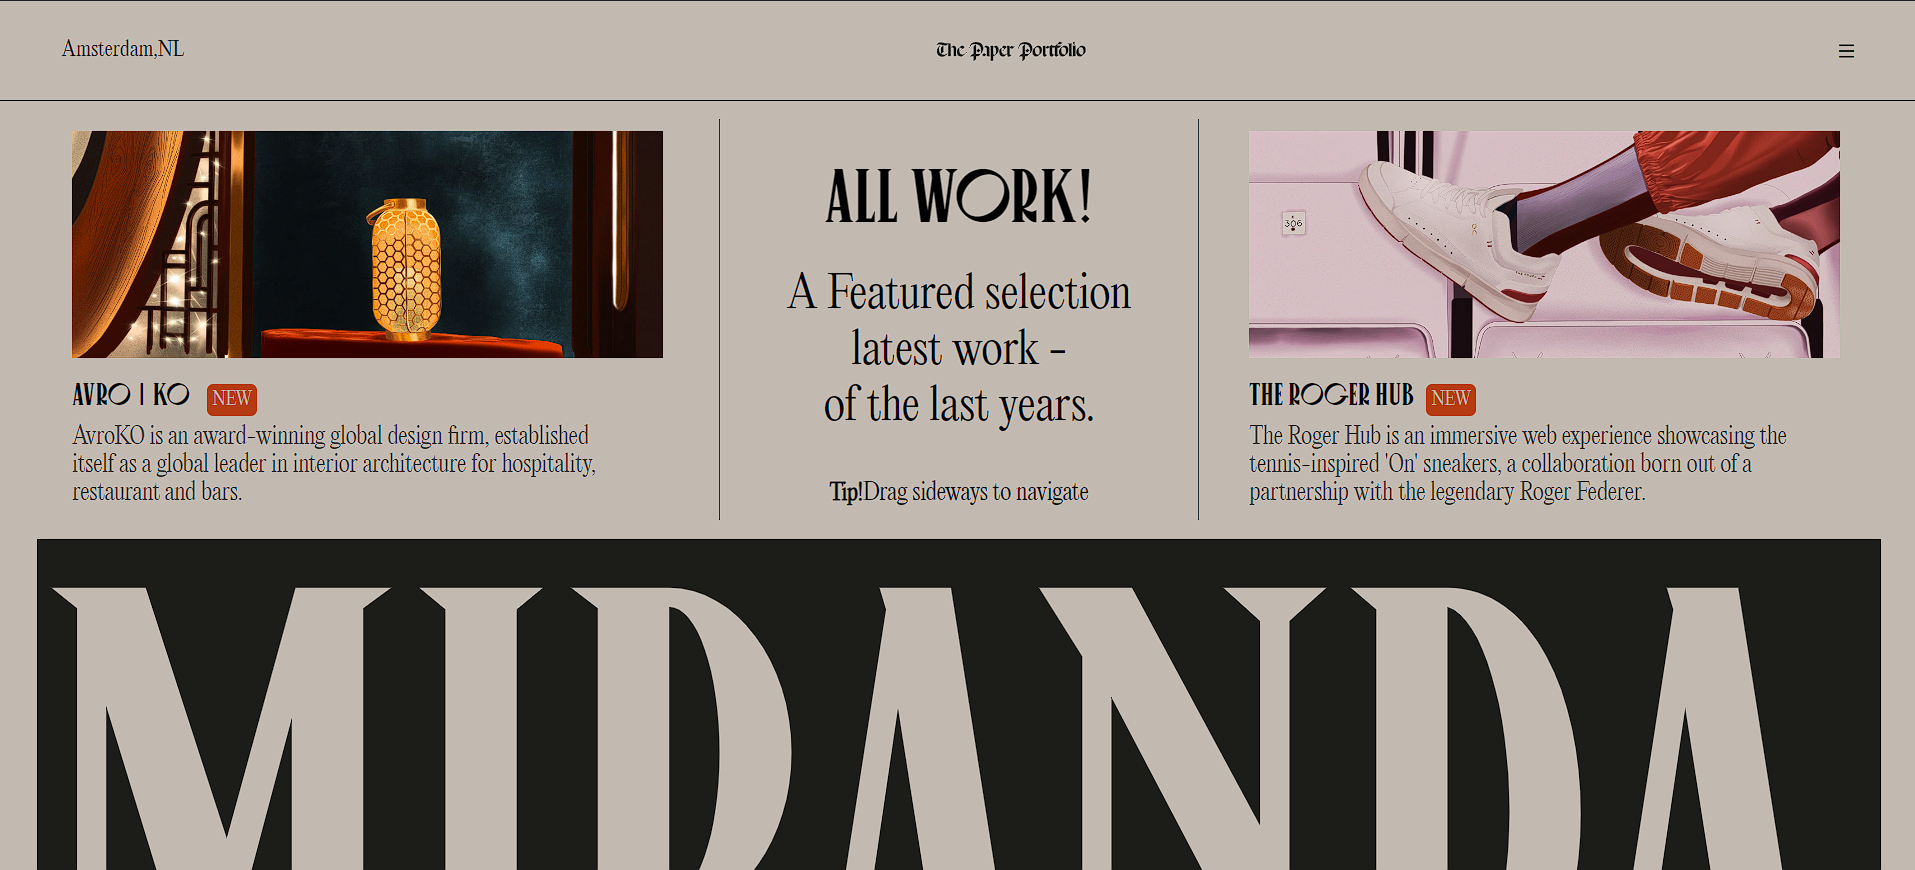 Amsterdam,NL
The Paper Portfolio
306
AVRO | KO NEW
AvroKO is an award-winning global design firm, established
itself as a global leader in interior architecture for hospitality,
restaurant and bars.
ALL WORK!
A Featured selection
latest work -
of the last years.
Tip!Drag sideways to navigate
THE ROGER HUB NEW
The Roger Hub is an immersive web experience showcasing the
tennis-inspired 'On' sneakers, a collaboration born out of a
partnership with the legendary Roger Federer.
MIRANDA